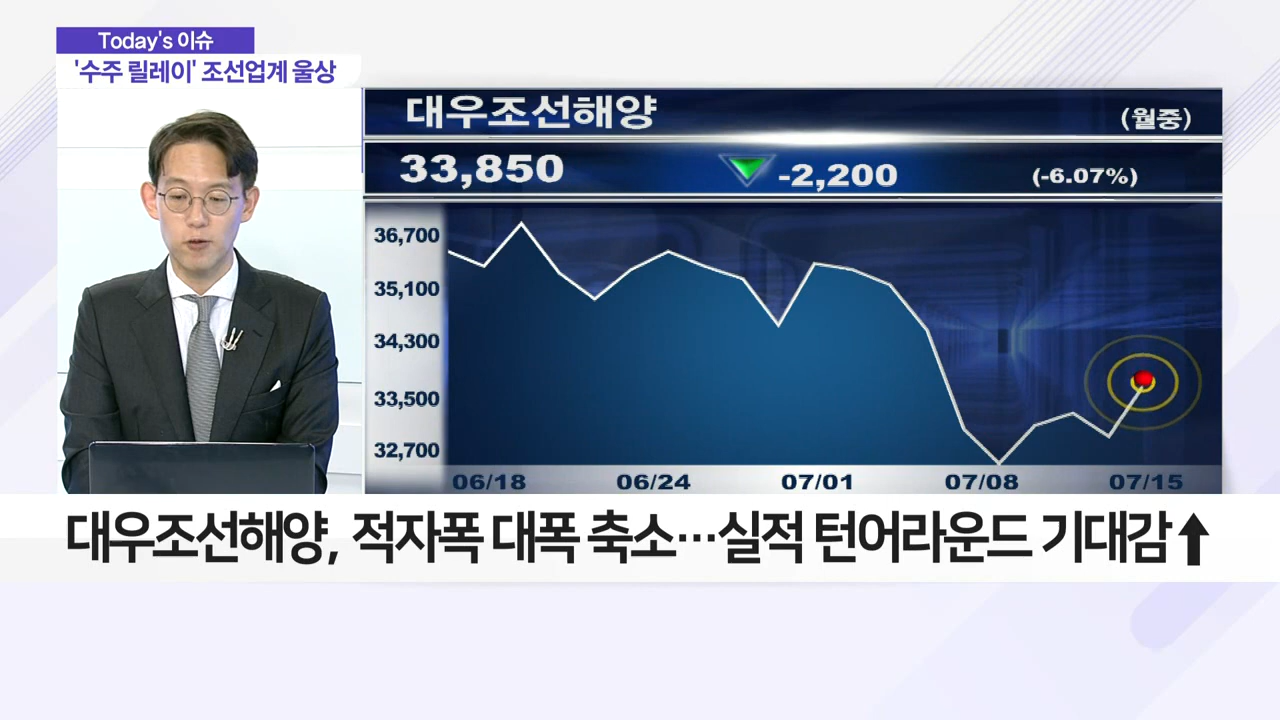 Today's 이슈
'수주 릴레이' 조선업계 울상
대우조선해양 (월중)
33,850 -2,200 (-6.07%)
36,700
35,100
34,300
33,500
32,700
06/18 06/24 07/01 07/08 07/15
대우조선해양, 적자폭 대폭 축소…실적 턴어라운드 기대감↑